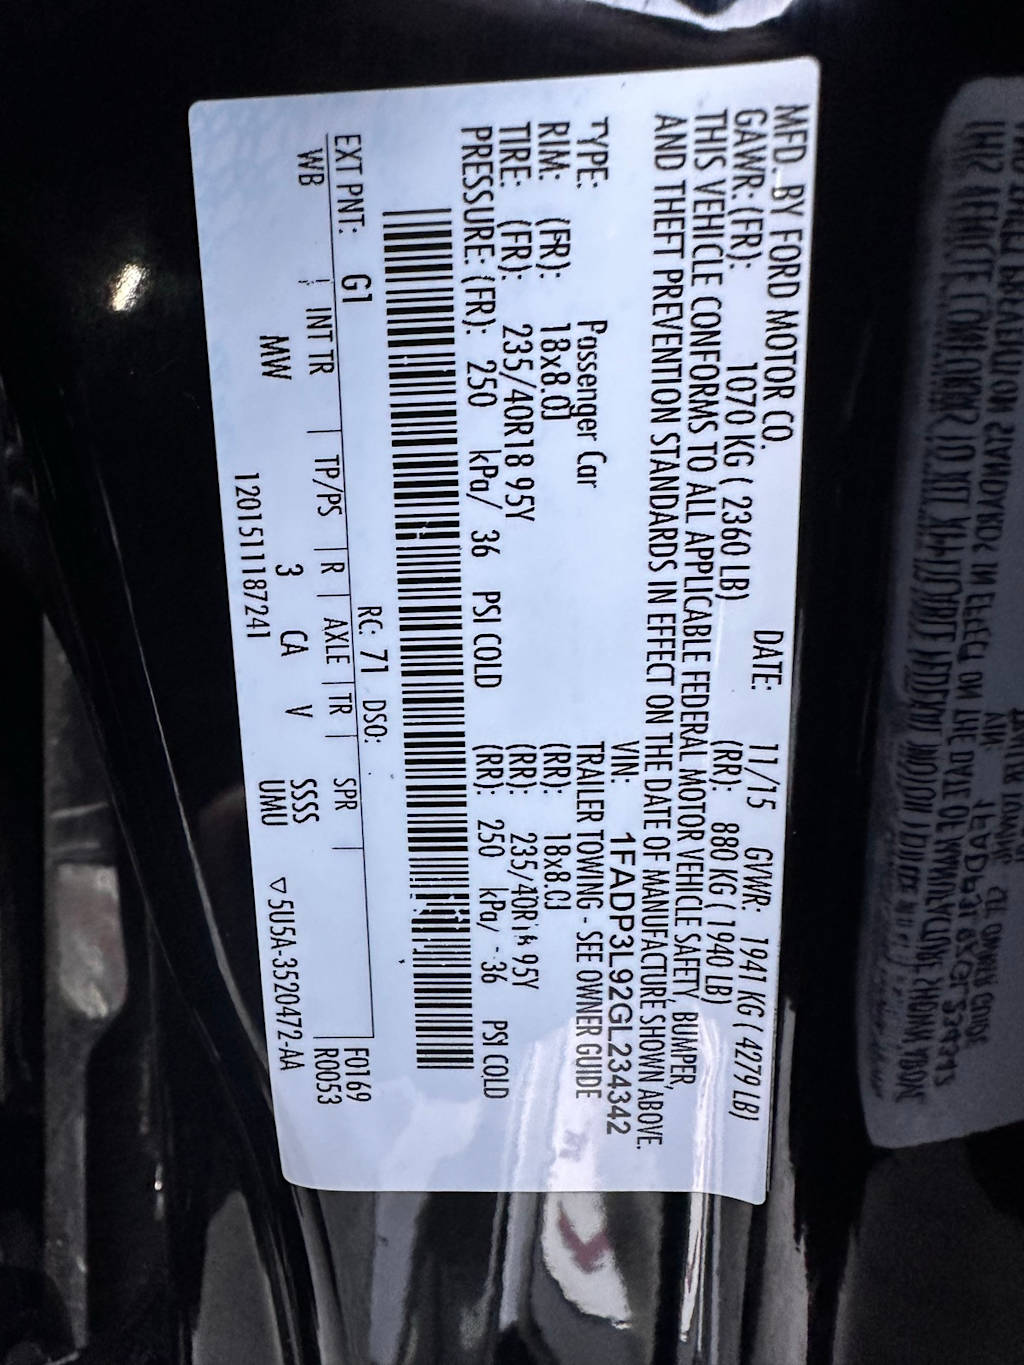 MFD. BY FORD MOTOR CO. DATE: 11/15 GVWR: 1941 KG ( 4279 LB)
GAWR: (FR): 1070 KG ( 2360 LB) (RR): 880 KG ( 1940 LB)
THIS VEHICLE CONFORMS TO ALL APPLICABLE FEDERAL MOTOR VEHICLE SAFETY, BUMPER,
AND THEFT PREVENTION STANDARDS IN EFFECT ON THE DATE OF MANUFACTURE SHOWN ABOVE.
VIN: 1FADP3L92GL234342
TYPE: Passenger Car TRAILER TOWING - SEE OWNER GUIDE
RIM: (FR): 18x8.0J (RR): 18x8.0J
TIRE: (FR): 235/40R18 95Y (RR): 235/40R18 95Y
PRESSURE: (FR): 250 kPa/ 36 PSI COLD (RR): 250 kPa/ 36 PSI COLD
EXT PNT: G1 RC: 71 DSO: F0169
WB INT TR TP/PS R AXLE TR SPR R0053
MW 3 CA V SSSS
UMU ▽5U5A-3520472-AA
1201511187241